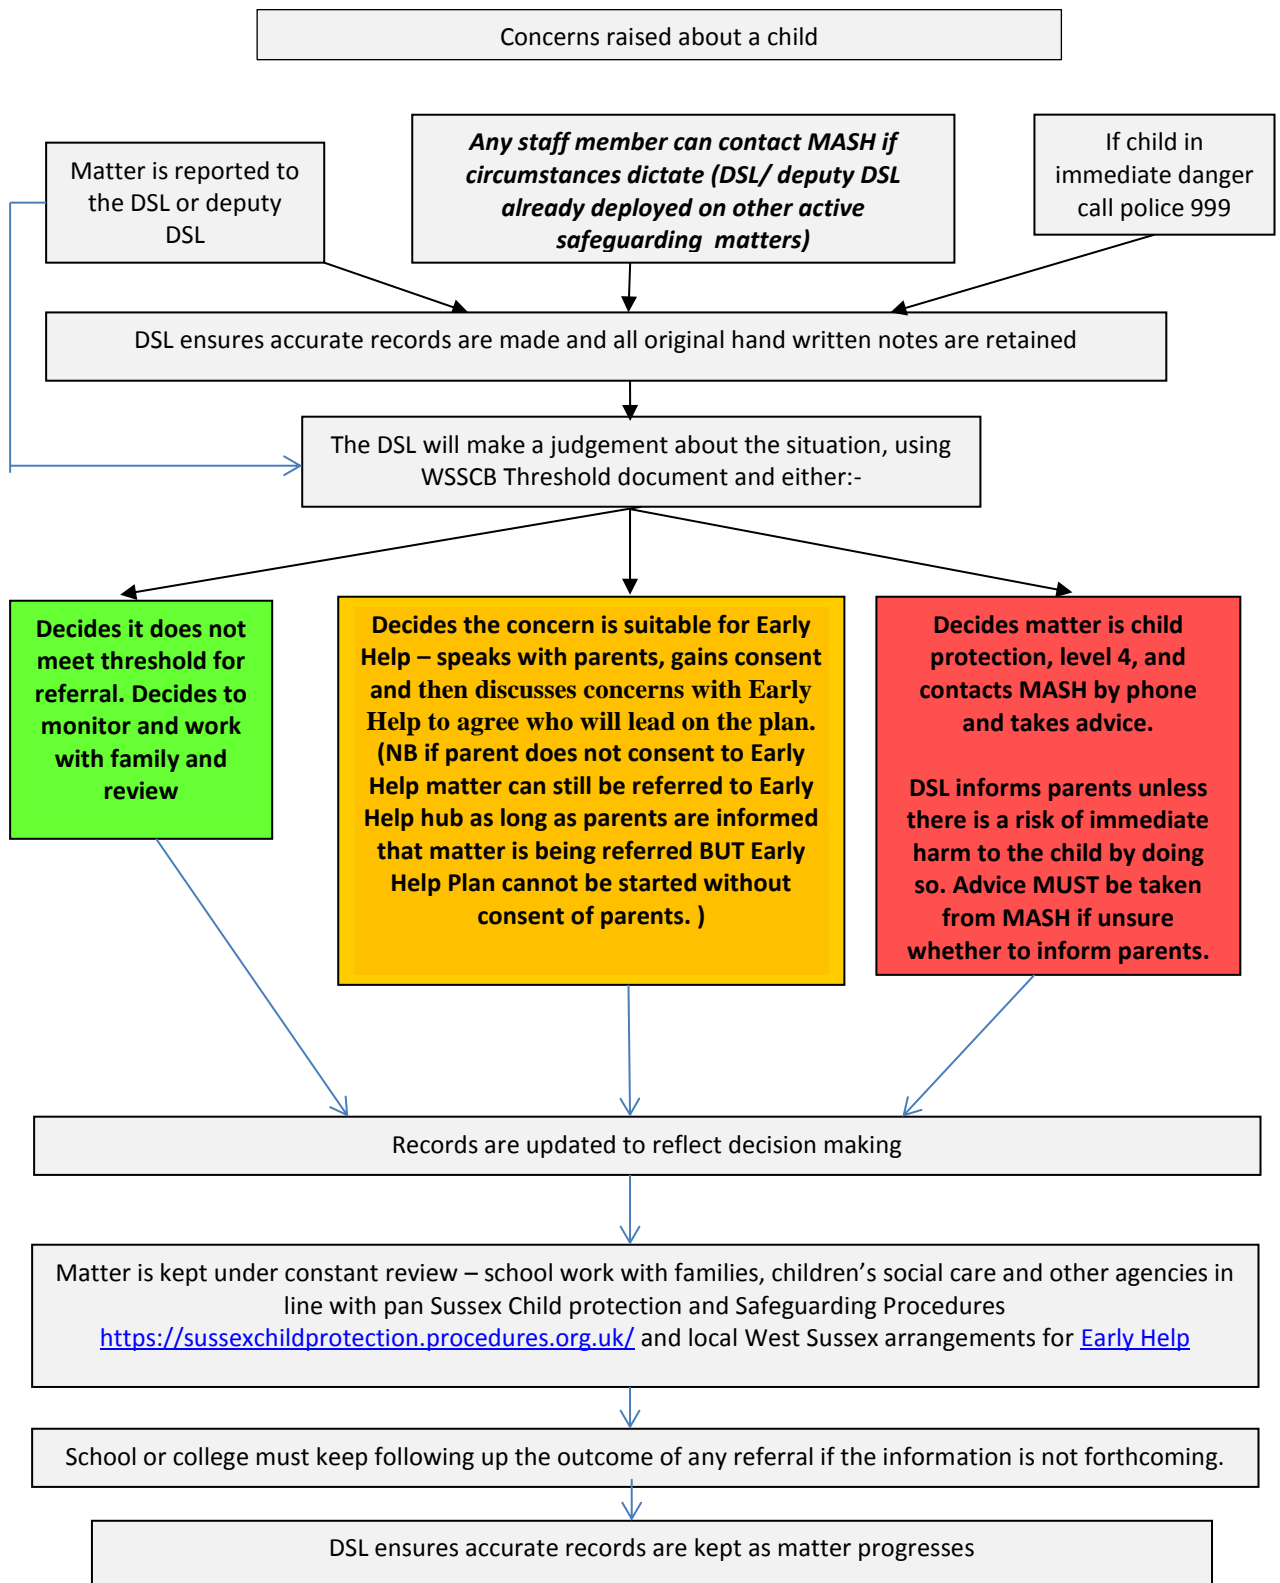 Concerns raised about a child
Matter is reported to
the DSL or deputy
DSL
Any staff member can contact MASH if
circumstances dictate (DSL/ deputy DSL
already deployed on other active
safeguarding  matters)
If child in
immediate danger
call police 999
DSL ensures accurate records are made and all original hand written notes are retained
The DSL will make a judgement about the situation, using
WSSCB Threshold document and either:-
Decides it does not
meet threshold for
referral. Decides to
monitor and work
with family and
review
Decides the concern is suitable for Early
Help – speaks with parents, gains consent
and then discusses concerns with Early
Help to agree who will lead on the plan.
(NB if parent does not consent to Early
Help matter can still be referred to Early
Help hub as long as parents are informed
that matter is being referred BUT Early
Help Plan cannot be started without
consent of parents. )
Decides matter is child
protection, level 4, and
contacts MASH by phone
and takes advice.
DSL informs parents unless
there is a risk of immediate
harm to the child by doing
so. Advice MUST be taken
from MASH if unsure
whether to inform parents.
Records are updated to reflect decision making
Matter is kept under constant review – school work with families, children’s social care and other agencies in
line with pan Sussex Child protection and Safeguarding Procedures
https://sussexchildprotection.procedures.org.uk/ and local West Sussex arrangements for Early Help
School or college must keep following up the outcome of any referral if the information is not forthcoming.
DSL ensures accurate records are kept as matter progresses